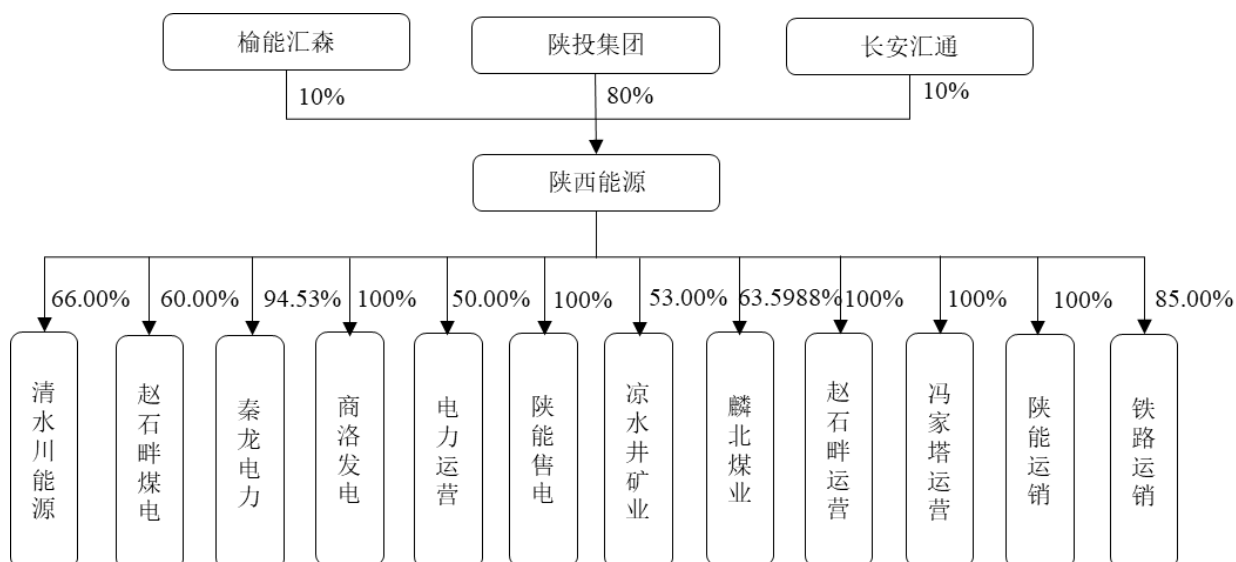 榆能汇森
陕投集团
长安汇通
10%
80%
10%
陕西能源
66.00%
60.00%
94.53%
100%
50.00%
100%
53.00%
63.5988%
100%
100%
100%
85.00%
清水川能源
赵石畔煤电
秦龙电力
商洛发电
电力运营
陕能售电
凉水井矿业
麟北煤业
赵石畔运营
冯家塔运营
陕能运销
铁路运销